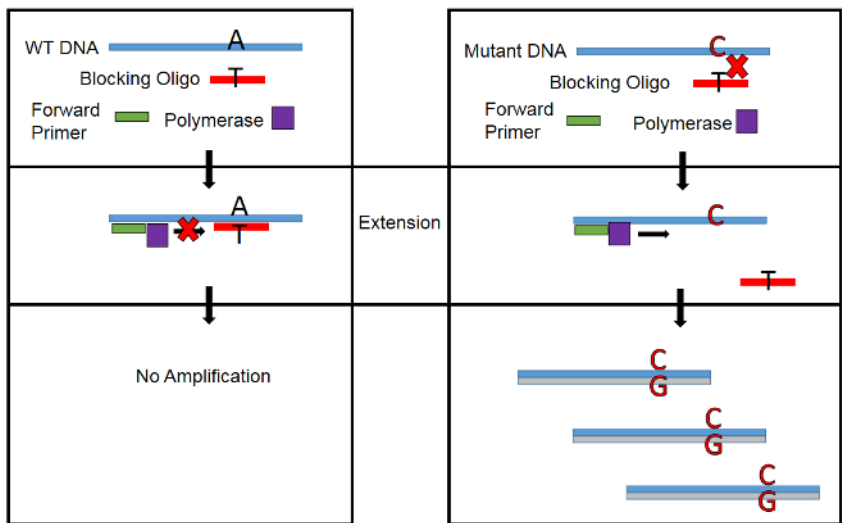 WT DNA
A
Blocking Oligo
T
Forward
Primer
Polymerase
Mutant DNA
C
Blocking Oligo
T
Forward
Primer
Polymerase
A
T
Extension
C
T
No Amplification
C
G
C
G
C
G